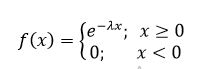 f(x) = {e^{-λx}; x ≥ 0
0; x < 0